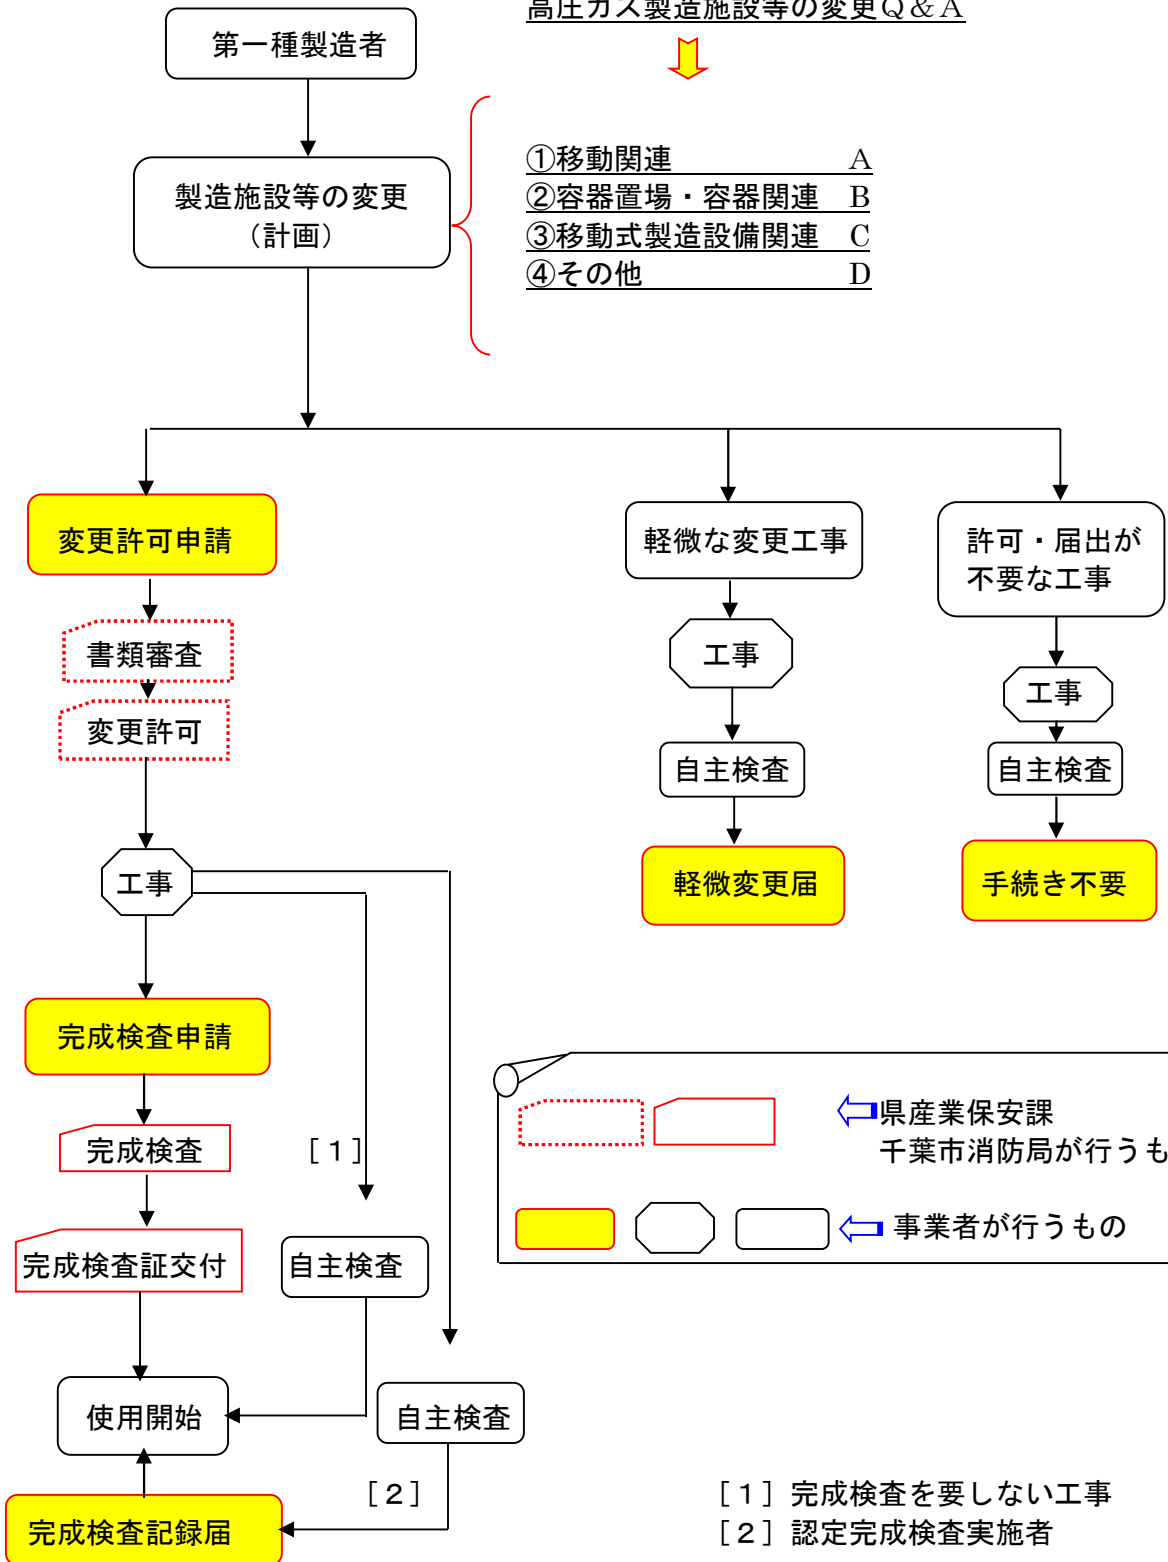 高圧ガス製造施設等の変更Ｑ＆Ａ
第一種製造者
製造施設等の変更
（計画）
①移動関連 A
②容器置場・容器関連 B
③移動式製造設備関連 C
④その他 D
変更許可申請
書類審査
変更許可
工事
完成検査申請
完成検査
完成検査証交付
使用開始
完成検査記録届
［１］
自主検査
自主検査
［２］
軽微な変更工事
工事
自主検査
軽微変更届
許可・届出が
不要な工事
工事
自主検査
手続き不要
県産業保安課
千葉市消防局が行うも
事業者が行うもの
［１］完成検査を要しない工事
［２］認定完成検査実施者